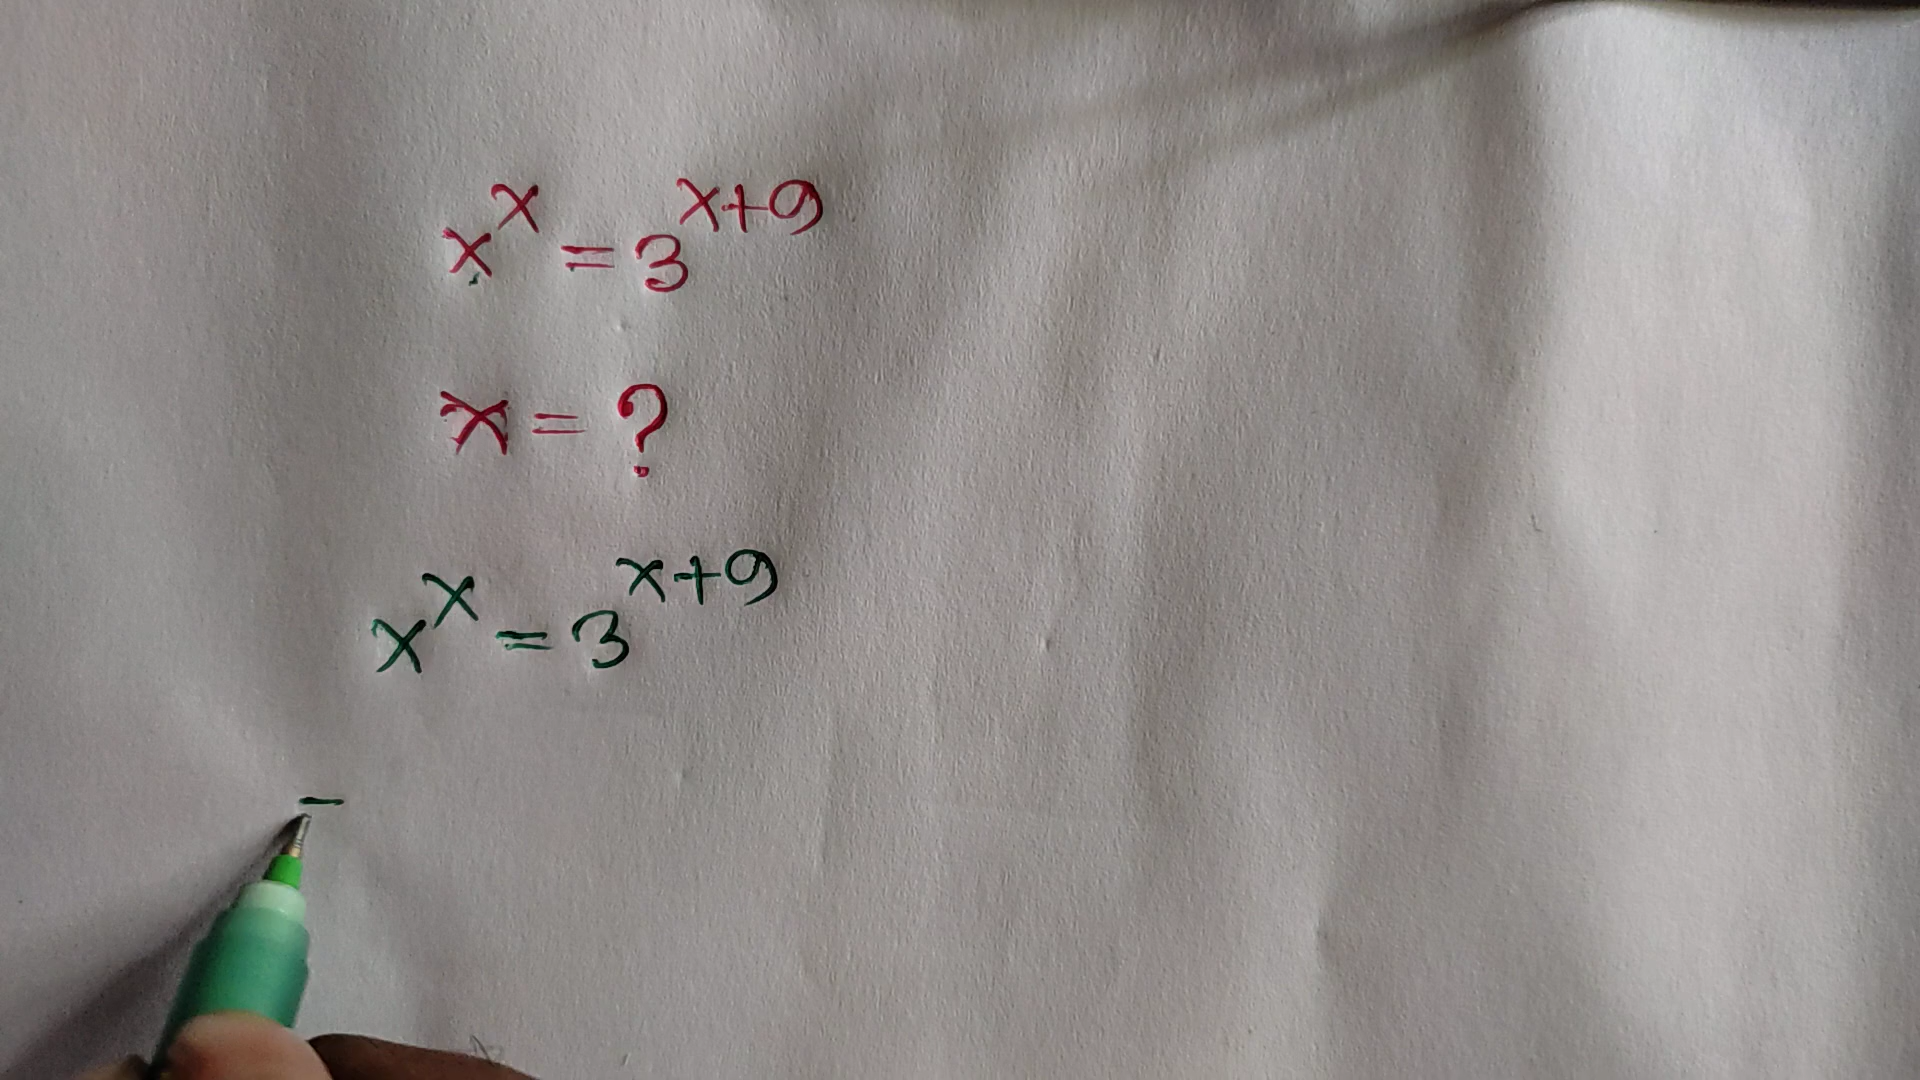 x^x = 3^{x+9}
x = ?
x^x = 3^{x+9}